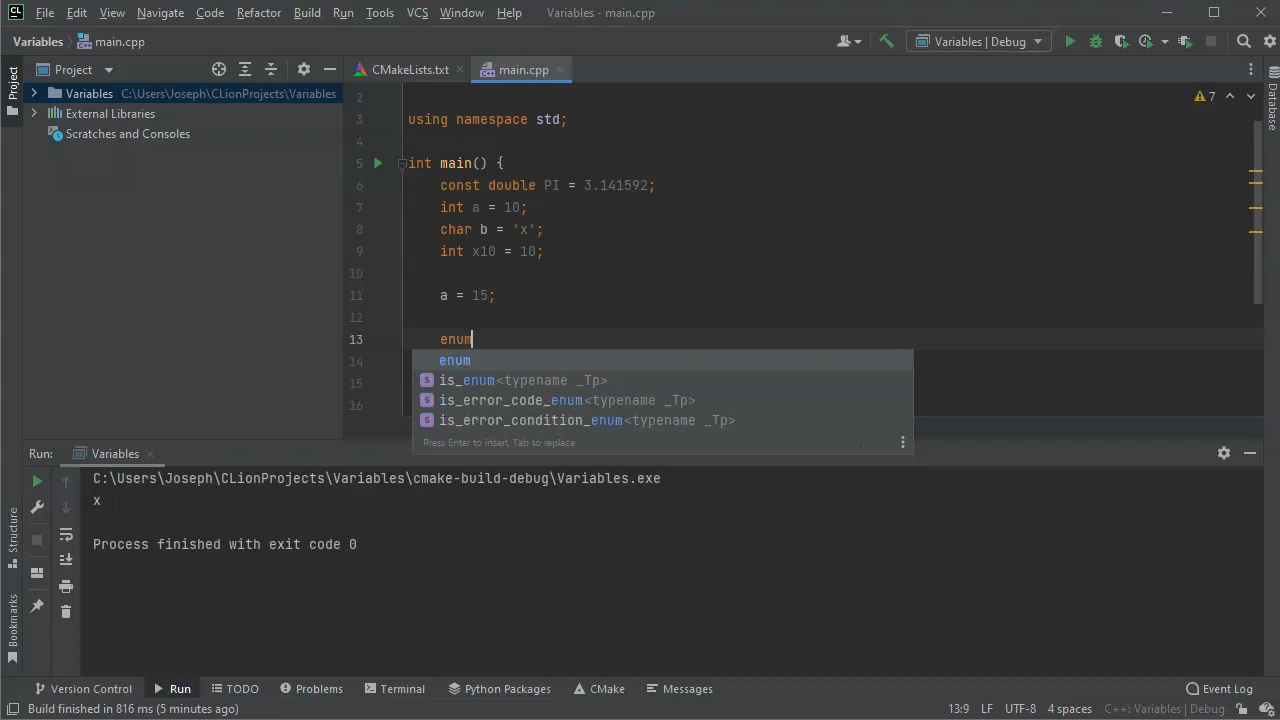 CL File Edit View Navigate Code Refactor Build Run Tools VCS Window Help Variables - main.cpp
Variables main.cpp Variables | Debug
Project CMakeLists.txt main.cpp
Project
Database
Variables C:\Users\Joseph\CLionProjects\Variables
External Libraries
Scratches and Consoles
7
2
3 using namespace std;
4
5 int main() {
6 const double PI = 3.141592;
7 int a = 10;
8 char b = 'x';
9 int x10 = 10;
10
11 a = 15;
12
13 enum
14
15
16
enum
is_enum<typename _Tp>
is_error_code_enum<typename _Tp>
is_error_condition_enum<typename _Tp>
Press Enter to insert, Tab to replace
Run: Variables
C:\Users\Joseph\CLionProjects\Variables\cmake-build-debug\Variables.exe
x
Process finished with exit code 0
Structure
Bookmarks
Version Control Run TODO Problems Terminal Python Packages CMake Messages Event Log
Build finished in 816 ms (5 minutes ago) 13:9 LF UTF-8 4 spaces C++: Variables | Debug